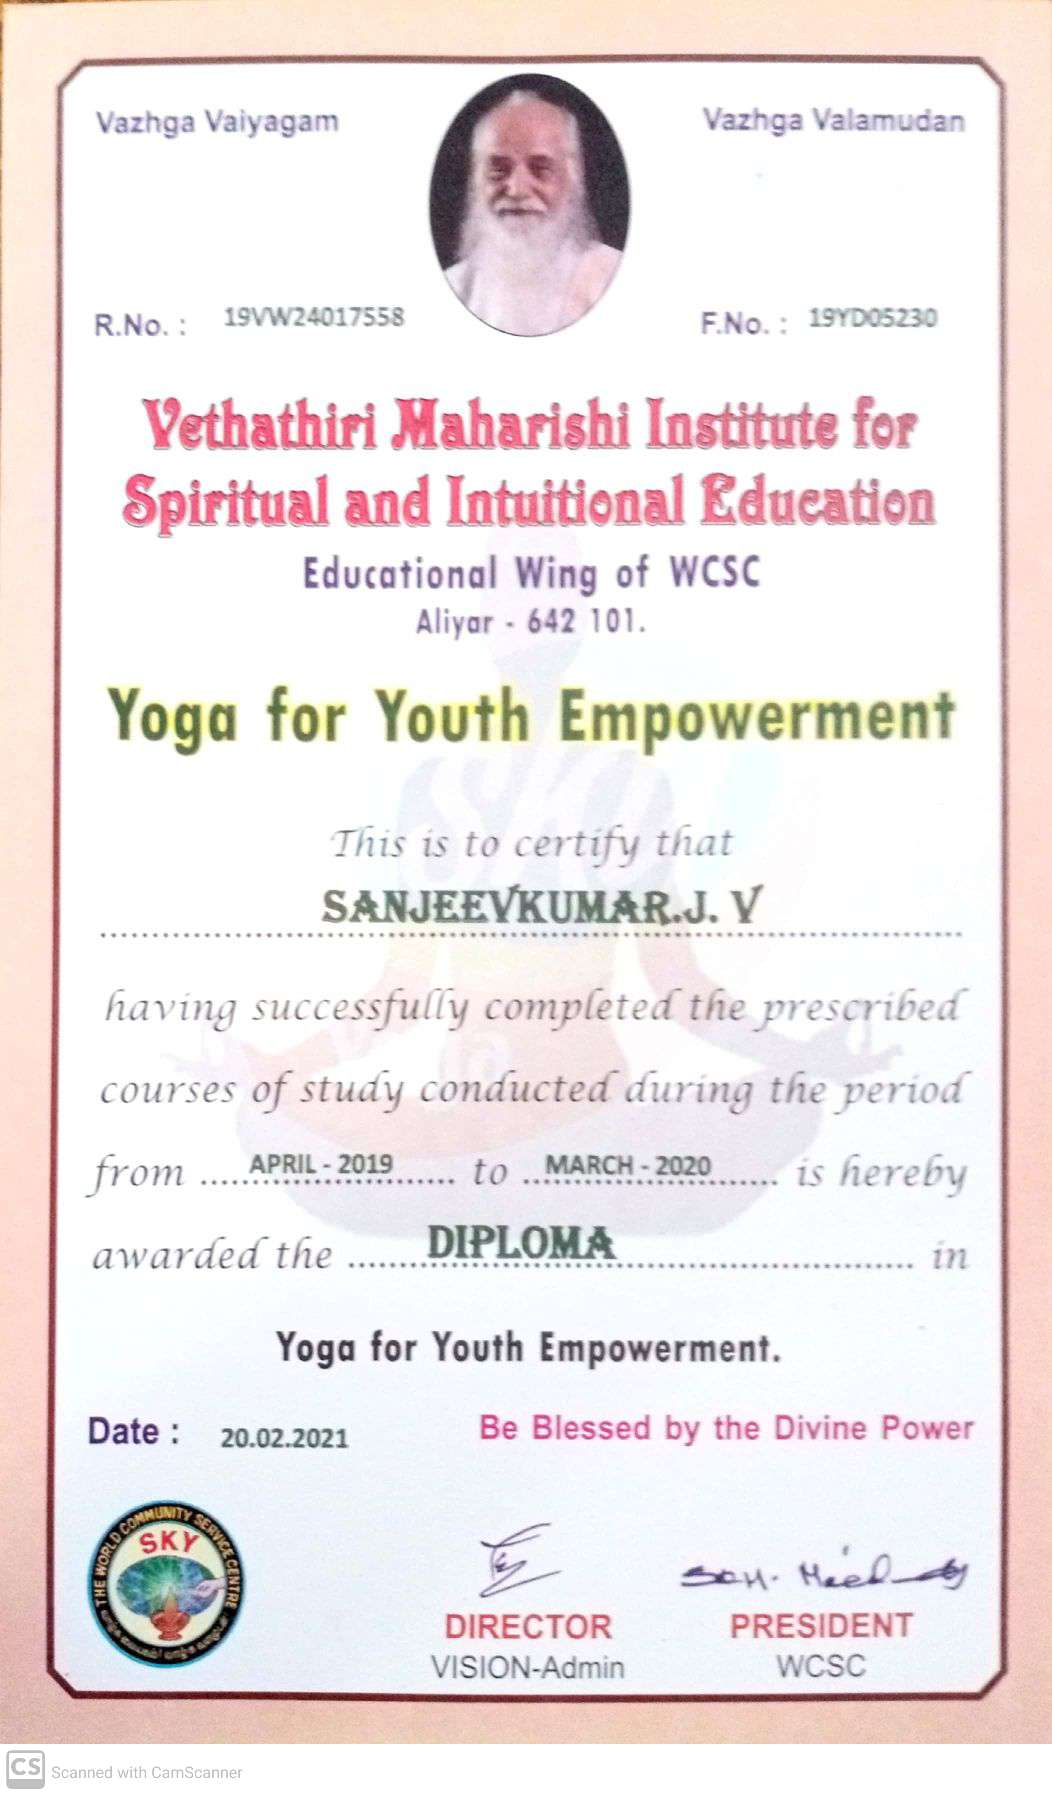 Vazhga Vaiyagam
Vazhga Valamudan
R.No. : 19VW24017558
F.No. : 19YD05230
Vethathiri Maharishi Institute for
Spiritual and Intuitional Education
Educational Wing of WCSC
Aliyar - 642 101.
Yoga for Youth Empowerment
This is to certify that
SANJEEVKUMAR.J. V
having successfully completed the prescribed
courses of study conducted during the period
from APRIL - 2019 to MARCH - 2020 is hereby
awarded the DIPLOMA in
Yoga for Youth Empowerment.
Date : 20.02.2021
Be Blessed by the Divine Power
THE WORLD COMMUNITY SERVICE CENTRE
SKY
DIRECTOR
VISION-Admin
PRESIDENT
WCSC
CS Scanned with CamScanner